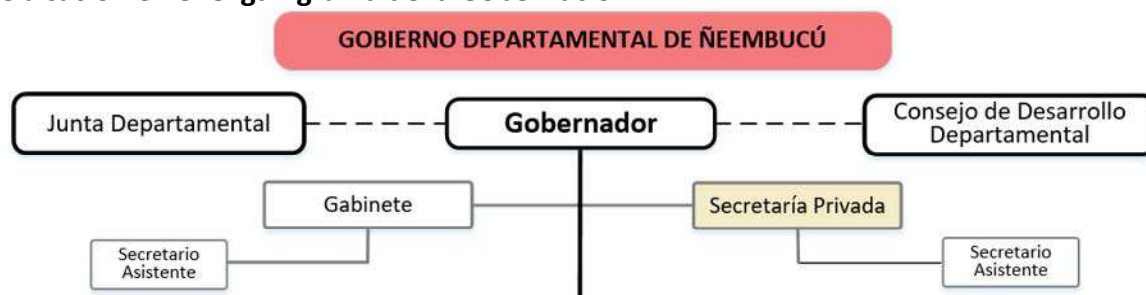 GOBIERNO DEPARTAMENTAL DE ÑEEMBUCÚ
Junta Departamental
Gobernador
Consejo de Desarrollo
Departamental
Gabinete
Secretaría Privada
Secretario
Asistente
Secretario
Asistente